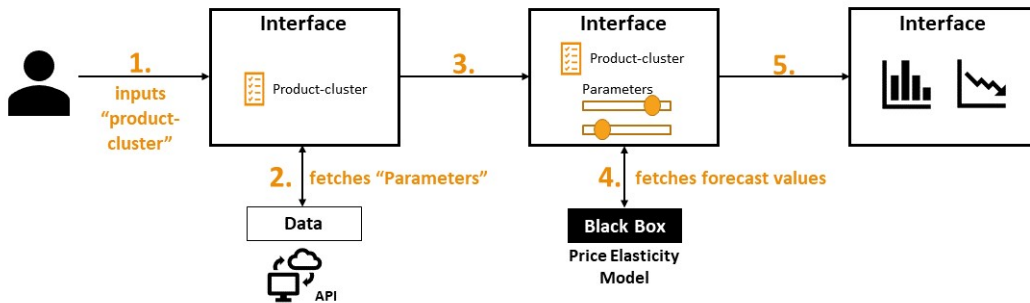 Interface
Interface
Interface
1.
inputs
"product-
cluster"
Product-cluster
3.
Product-cluster
Parameters
5.
2. fetches "Parameters"
4. fetches forecast values
Data
API
Black Box
Price Elasticity
Model